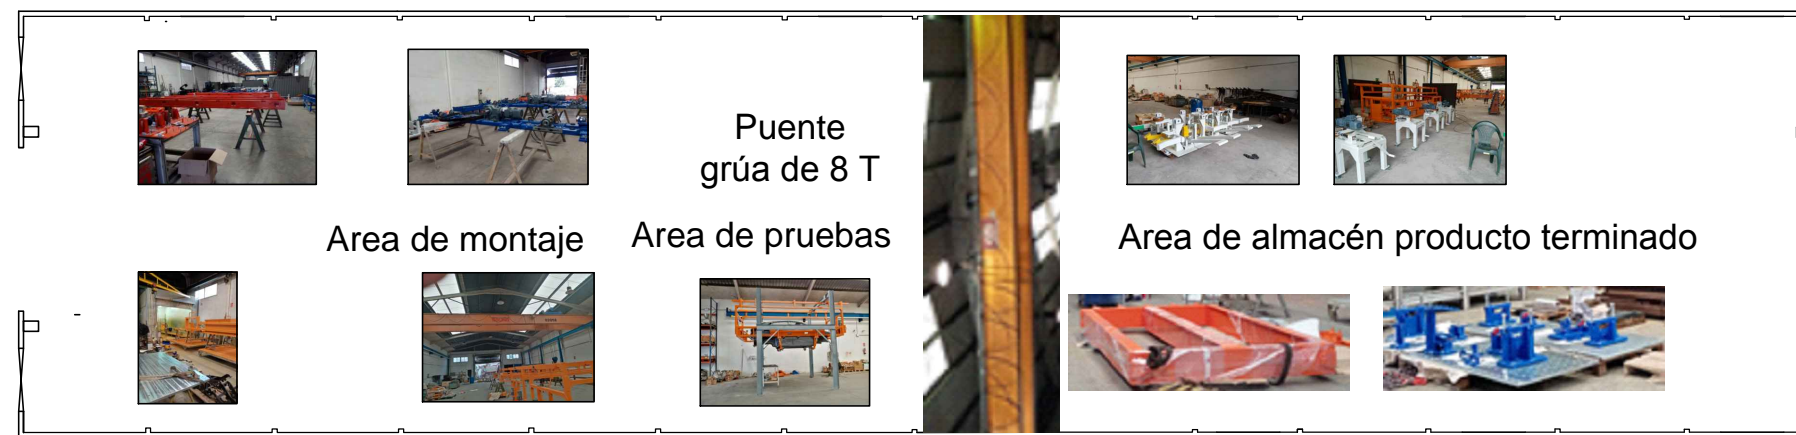 Puente
grúa de 8 T
Area de montaje
Area de pruebas
Area de almacén producto terminado